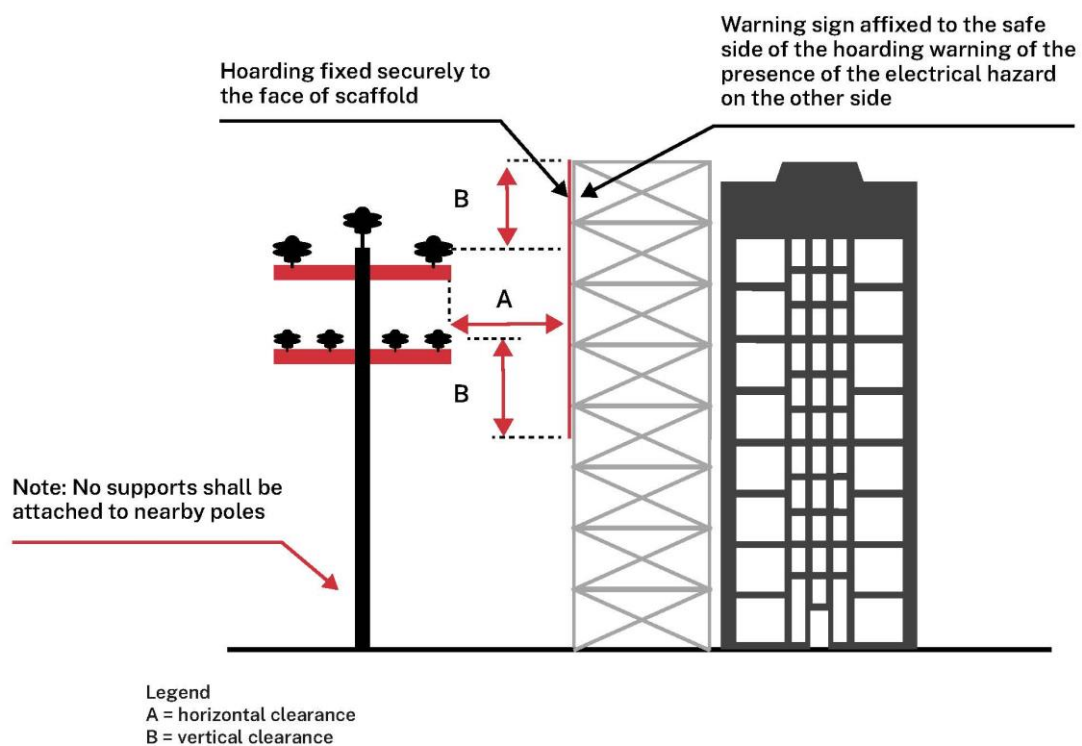 Warning sign affixed to the safe
side of the hoarding warning of the
presence of the electrical hazard
on the other side
Hoarding fixed securely to
the face of scaffold
B
A
B
Note: No supports shall be
attached to nearby poles
Legend
A = horizontal clearance
B = vertical clearance